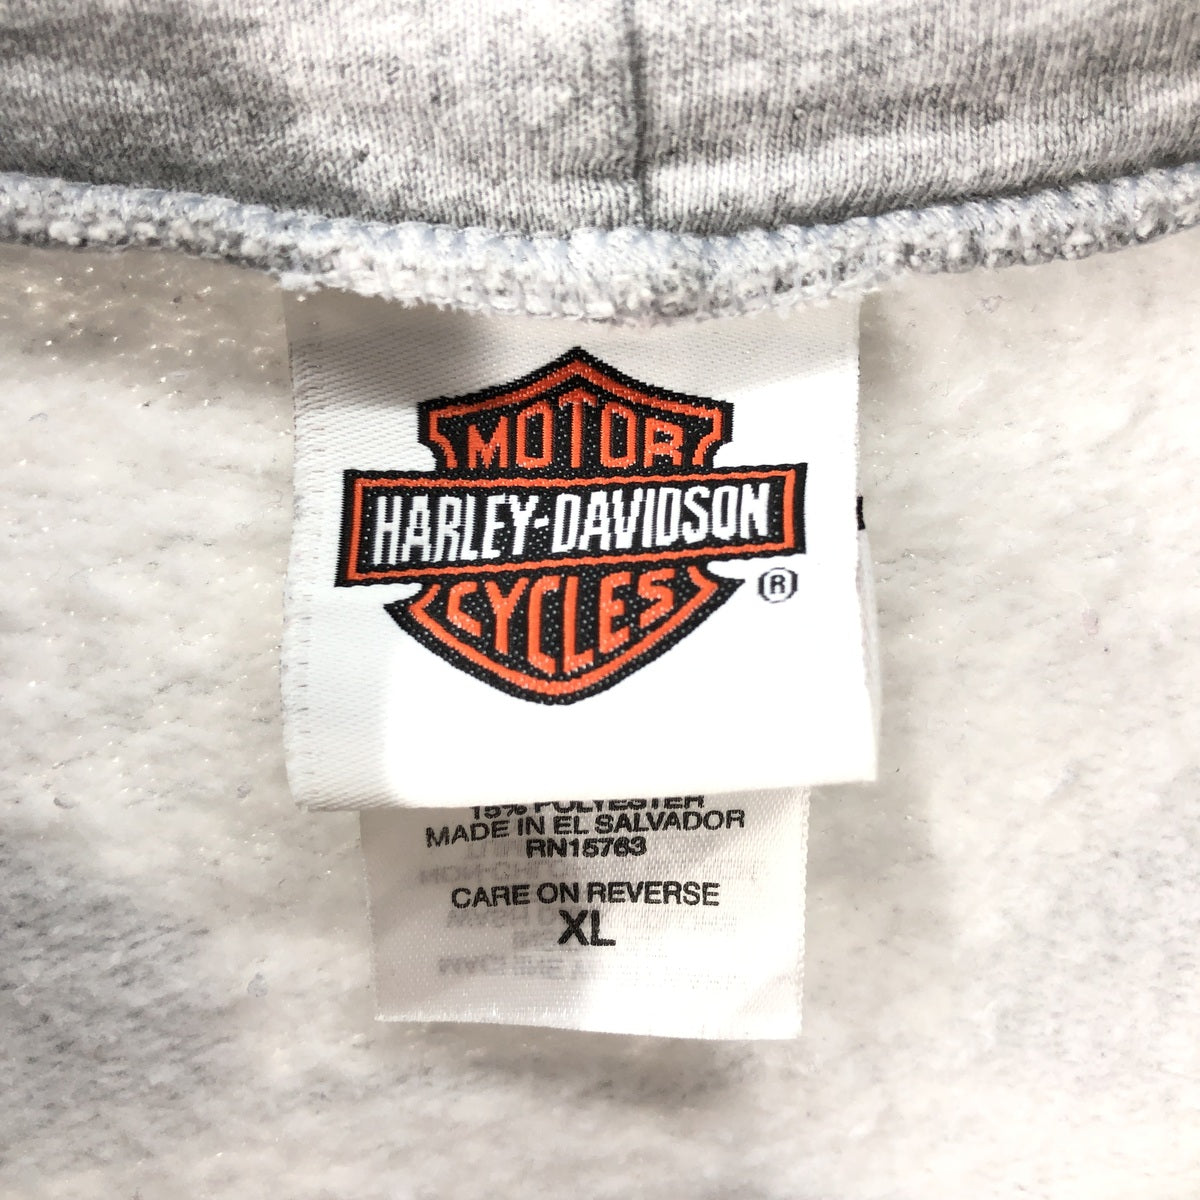 MOTOR
HARLEY-DAVIDSON
CYCLES
®
15% POLYESTER
MADE IN EL SALVADOR
RN15763
CARE ON REVERSE
XL